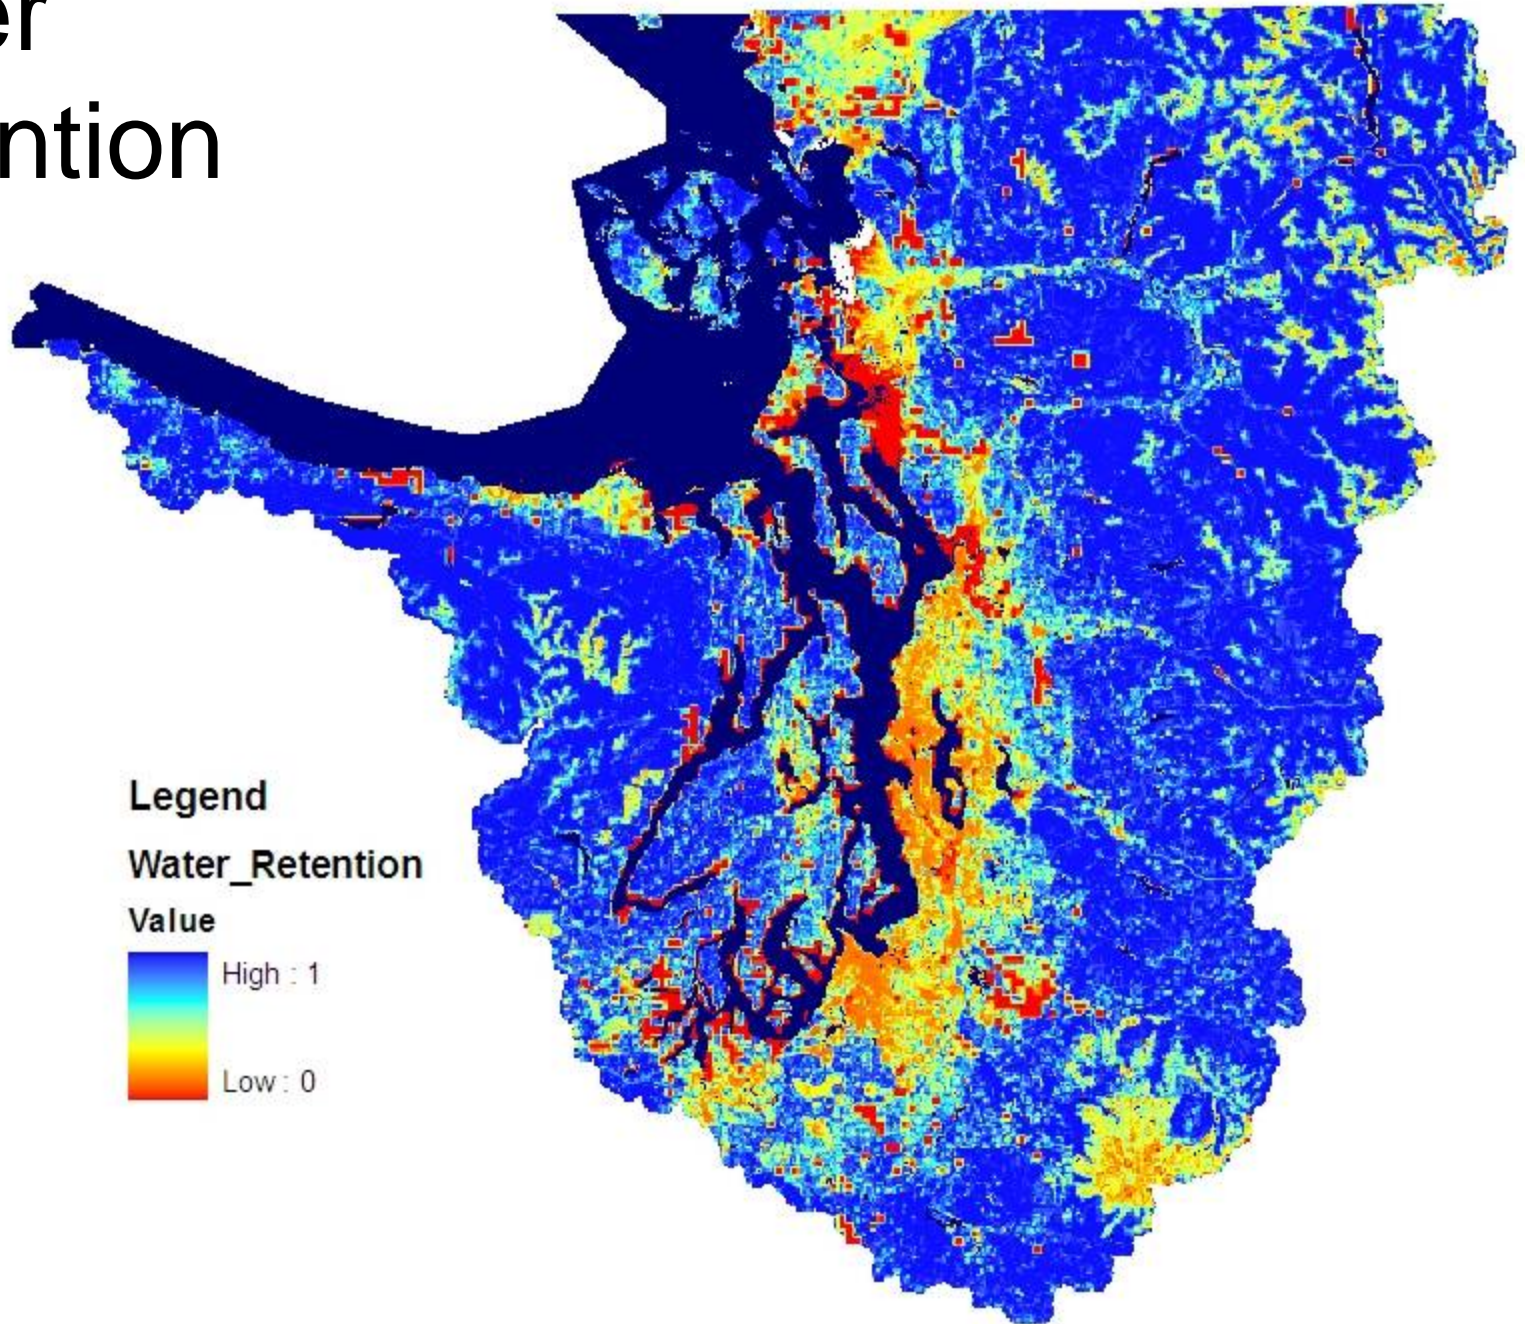 er
ntion
Legend
Water_Retention
Value
High : 1
Low : 0